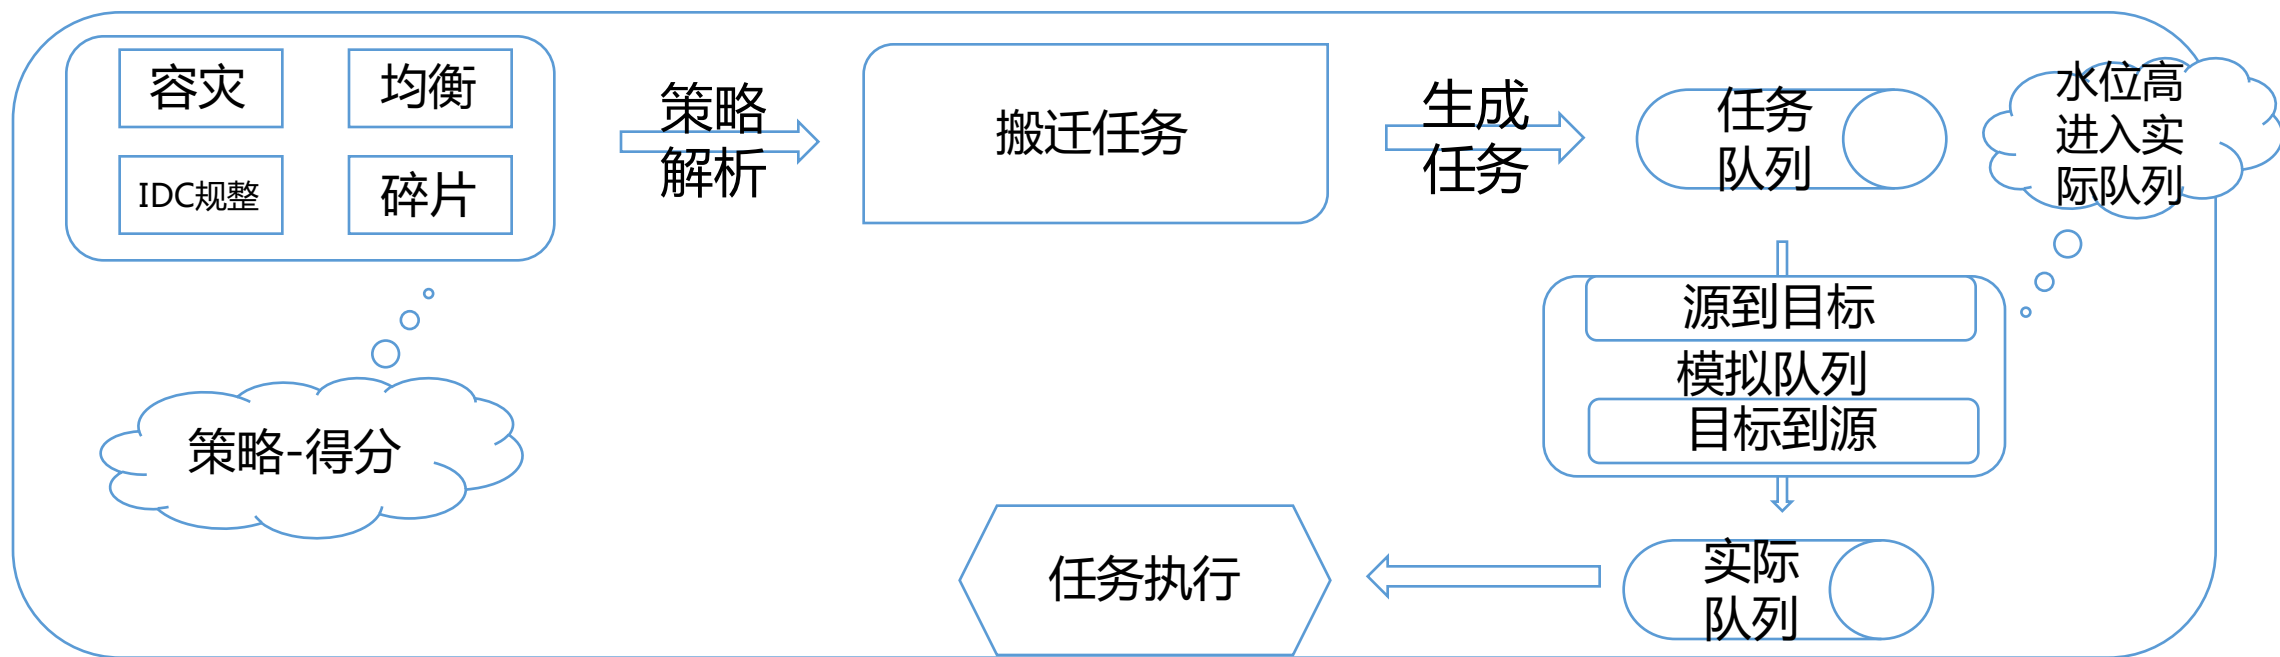 容灾
均衡
IDC规整
碎片
策略
解析
搬迁任务
生成
任务
任务
队列
水位高
进入实
际队列
源到目标
模拟队列
目标到源
策略-得分
任务执行
实际
队列